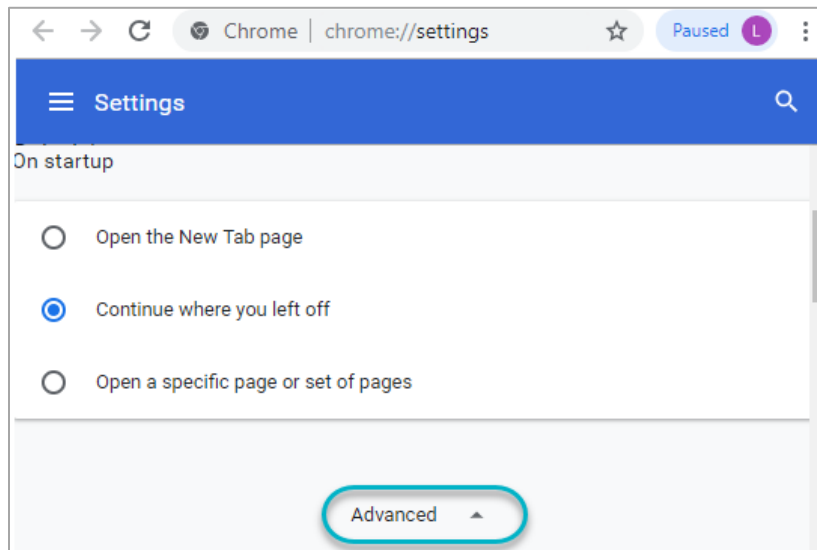 Chrome | chrome://settings Paused L
Settings
On startup
Open the New Tab page
Continue where you left off
Open a specific page or set of pages
Advanced